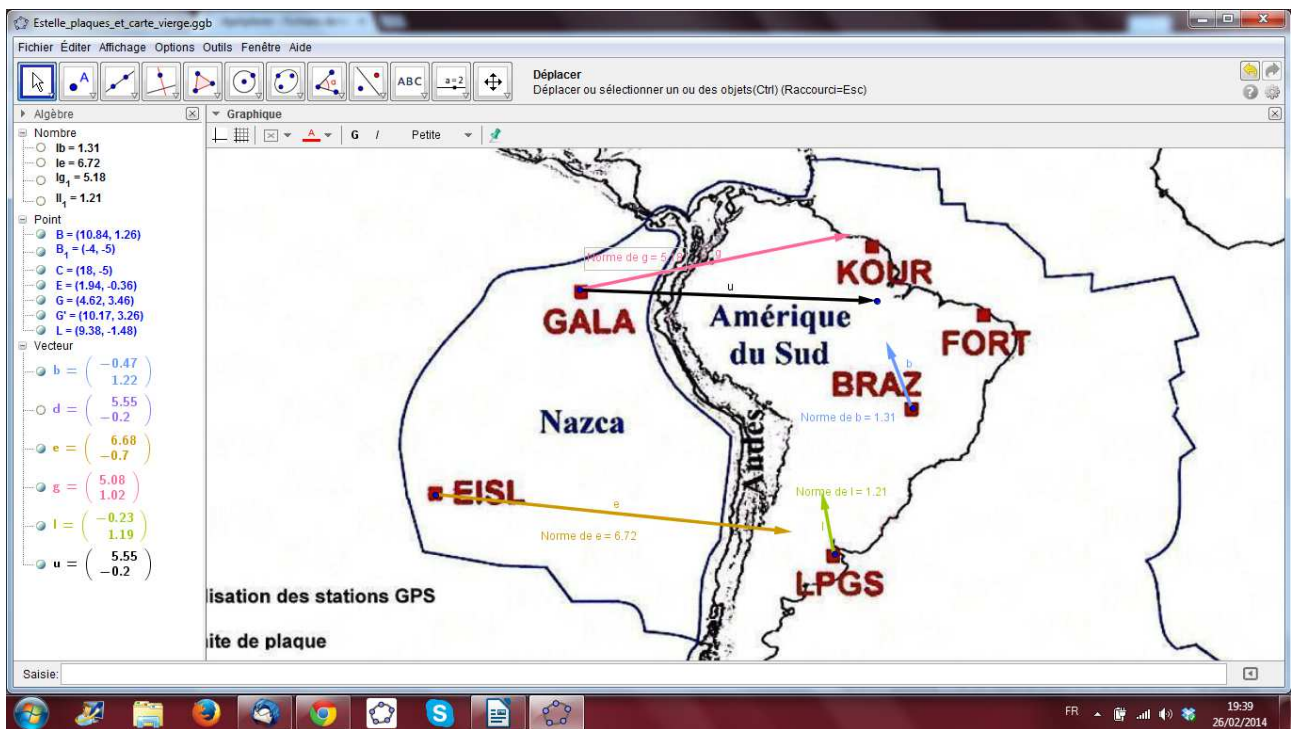 Estelle_plaques_et_carte_vierge.ggb
Fichier Éditer Affichage Options Outils Fenêtre Aide
A
ABC
a=2
Déplacer
Déplacer ou sélectionner un ou des objets(Ctrl) (Raccourci=Esc)
Algèbre
Graphique
A
G
I
Petite
Nombre
lb = 1.31
le = 6.72
lg₁ = 5.18
ll₁ = 1.21
Point
B = (10.84, 1.26)
B₁ = (-4, -5)
C = (18, -5)
E = (1.94, -0.36)
G = (4.62, 3.46)
G' = (10.17, 3.26)
L = (9.38, -1.48)
Vecteur
b = ( −0.47
1.22 )
d = ( 5.55
−0.2 )
e = ( 6.68
−0.7 )
g = ( 5.08
1.02 )
l = ( −0.23
1.19 )
u = ( 5.55
−0.2 )
g
KOUR
u
GALA
Amérique
du Sud
FORT
BRAZ
b
Norme de b = 1.31
Nazca
Andes
EISL
e
Norme de e = 6.72
Norme de l = 1.21
l
LPGS
lisation des stations GPS
ite de plaque
Saisie:
FR
19:39
26/02/2014